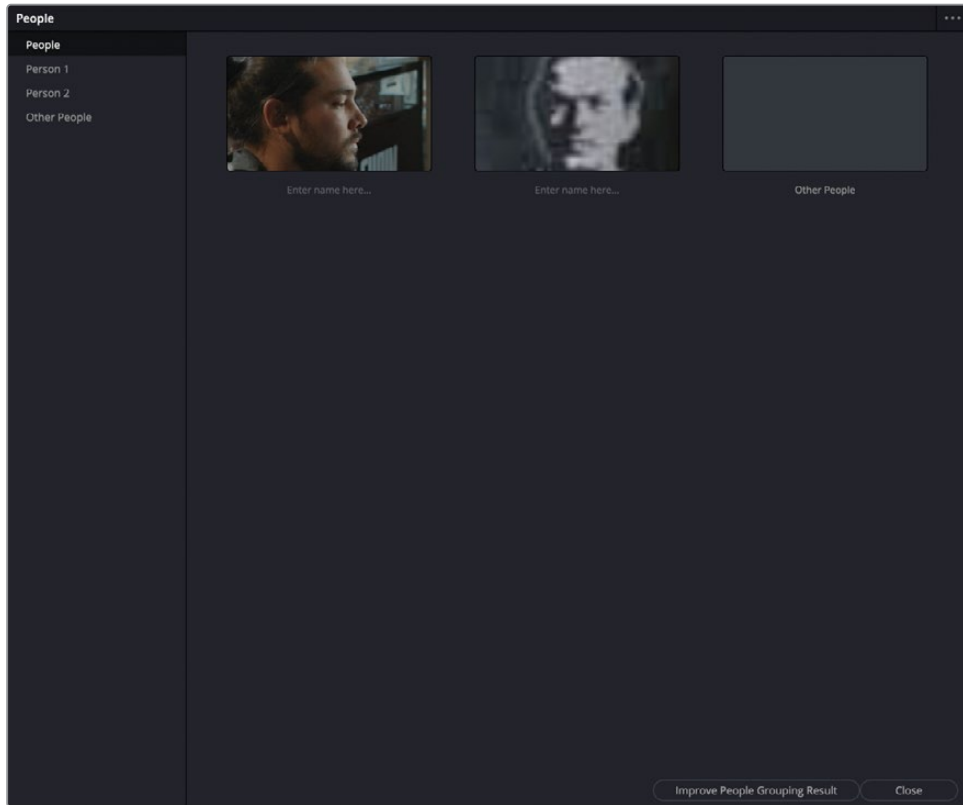 People
People
Person 1
Person 2
Other People
Enter name here...
Enter name here...
Other People
Improve People Grouping Result
Close